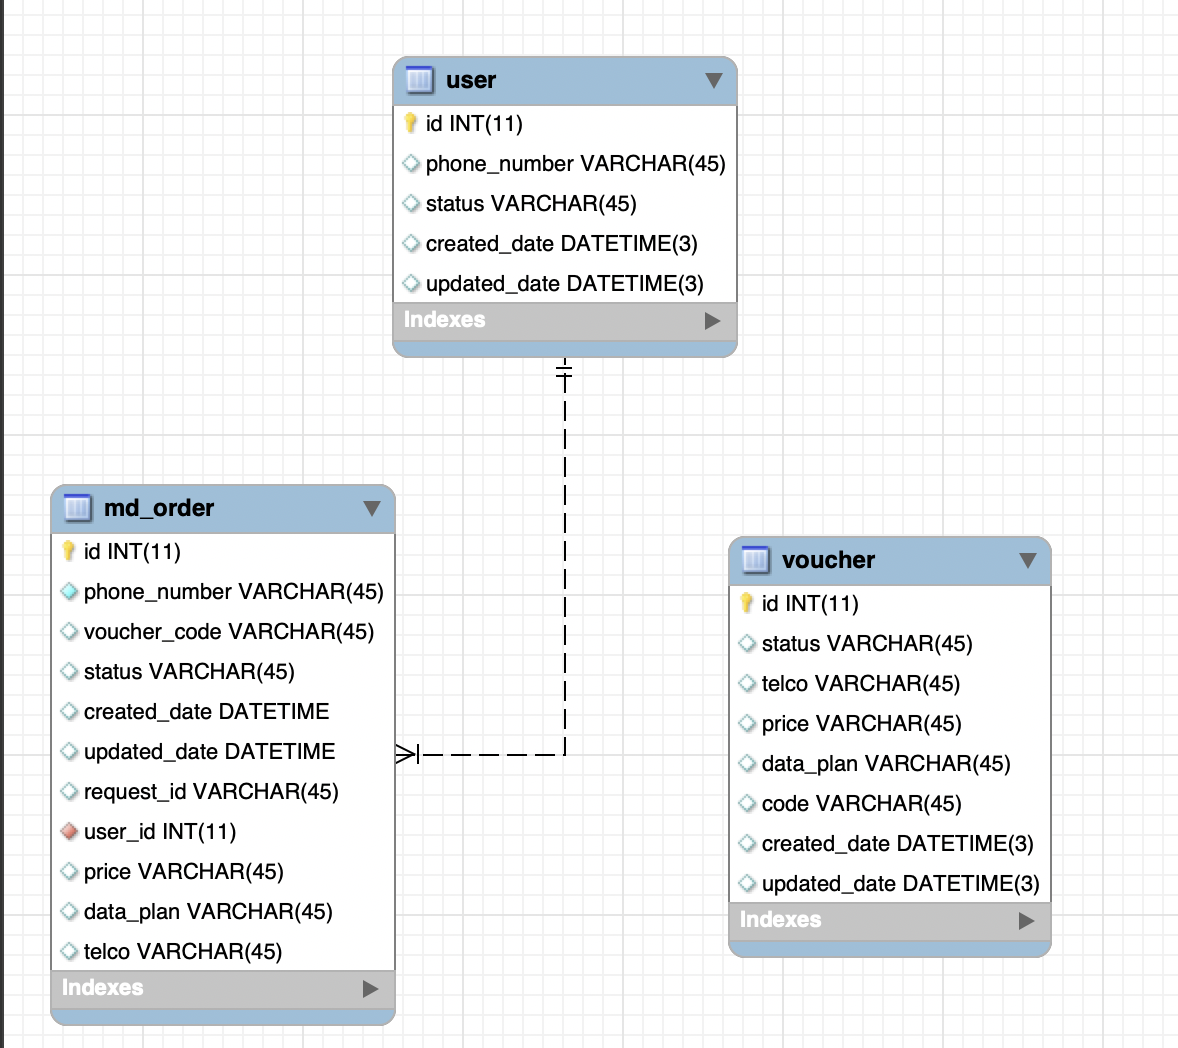 user
id INT(11)
phone_number VARCHAR(45)
status VARCHAR(45)
created_date DATETIME(3)
updated_date DATETIME(3)
Indexes
md_order
id INT(11)
phone_number VARCHAR(45)
voucher_code VARCHAR(45)
status VARCHAR(45)
created_date DATETIME
updated_date DATETIME
request_id VARCHAR(45)
user_id INT(11)
price VARCHAR(45)
data_plan VARCHAR(45)
telco VARCHAR(45)
Indexes
voucher
id INT(11)
status VARCHAR(45)
telco VARCHAR(45)
price VARCHAR(45)
data_plan VARCHAR(45)
code VARCHAR(45)
created_date DATETIME(3)
updated_date DATETIME(3)
Indexes